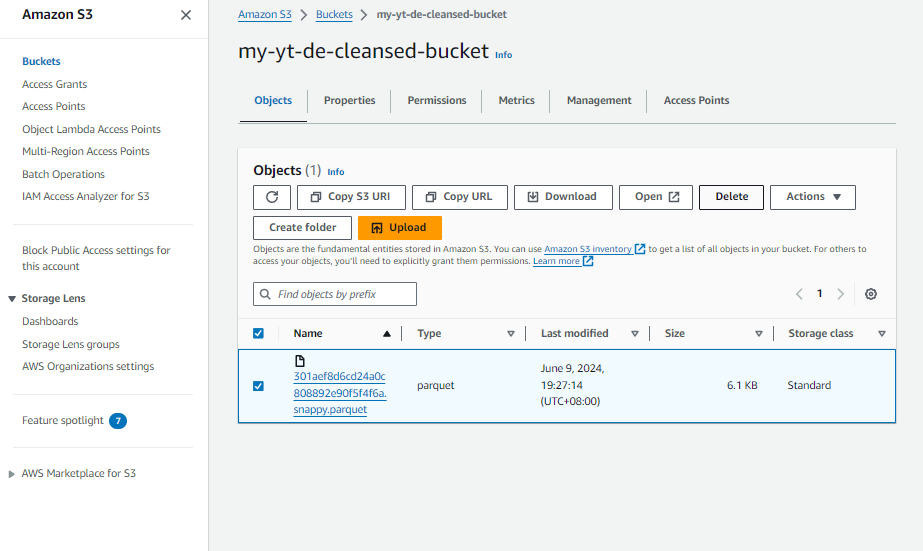 Amazon S3
Buckets
Access Grants
Access Points
Object Lambda Access Points
Multi-Region Access Points
Batch Operations
IAM Access Analyzer for S3
Block Public Access settings for
this account
Storage Lens
Dashboards
Storage Lens groups
AWS Organizations settings
Feature spotlight 7
AWS Marketplace for S3
Amazon S3 > Buckets > my-yt-de-cleansed-bucket
my-yt-de-cleansed-bucket Info
Objects Properties Permissions Metrics Management Access Points
Objects (1) Info
Copy S3 URI Copy URL Download Open Delete Actions
Create folder Upload
Objects are the fundamental entities stored in Amazon S3. You can use Amazon S3 inventory to get a list of all objects in your bucket. For others to
access your objects, you'll need to explicitly grant them permissions. Learn more
Find objects by prefix
1
Name Type Last modified Size Storage class
301aef8d6cd24a0c
808892e90f5f4f6a.
snappy.parquet
parquet
June 9, 2024,
19:27:14
(UTC+08:00)
6.1 KB
Standard